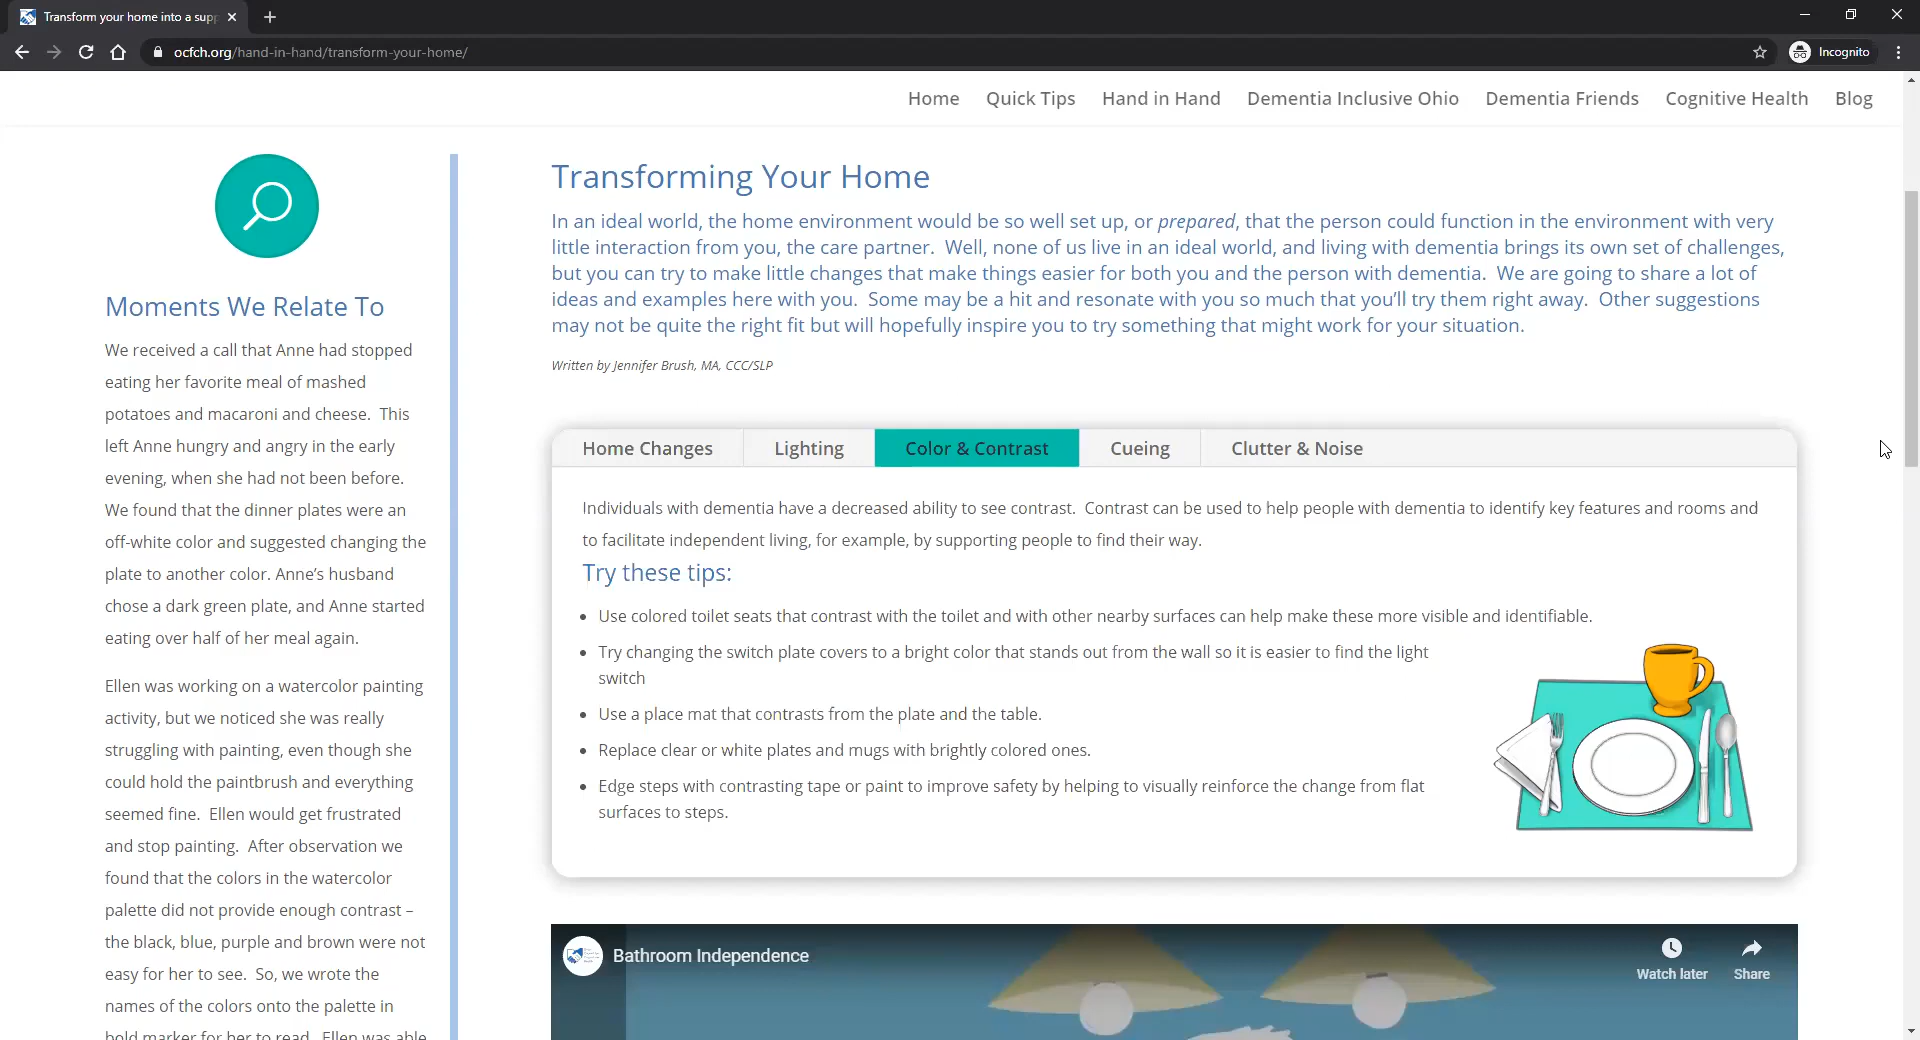 Transform your home into a supp
ocfch.org/hand-in-hand/transform-your-home/
Incognito
Home
Quick Tips
Hand in Hand
Dementia Inclusive Ohio
Dementia Friends
Cognitive Health
Blog
Moments We Relate To
We received a call that Anne had stopped
eating her favorite meal of mashed
potatoes and macaroni and cheese.  This
left Anne hungry and angry in the early
evening, when she had not been before.
We found that the dinner plates were an
off-white color and suggested changing the
plate to another color. Anne’s husband
chose a dark green plate, and Anne started
eating over half of her meal again.
Ellen was working on a watercolor painting
activity, but we noticed she was really
struggling with painting, even though she
could hold the paintbrush and everything
seemed fine.  Ellen would get frustrated
and stop painting.  After observation we
found that the colors in the watercolor
palette did not provide enough contrast –
the black, blue, purple and brown were not
easy for her to see.  So, we wrote the
names of the colors onto the palette in
bold marker for her to read.  Ellen was able
Transforming Your Home
In an ideal world, the home environment would be so well set up, or prepared, that the person could function in the environment with very
little interaction from you, the care partner.  Well, none of us live in an ideal world, and living with dementia brings its own set of challenges,
but you can try to make little changes that make things easier for both you and the person with dementia.  We are going to share a lot of
ideas and examples here with you.  Some may be a hit and resonate with you so much that you’ll try them right away.  Other suggestions
may not be quite the right fit but will hopefully inspire you to try something that might work for your situation.
Written by Jennifer Brush, MA, CCC/SLP
Home Changes
Lighting
Color & Contrast
Cueing
Clutter & Noise
Individuals with dementia have a decreased ability to see contrast.  Contrast can be used to help people with dementia to identify key features and rooms and
to facilitate independent living, for example, by supporting people to find their way.
Try these tips:
• Use colored toilet seats that contrast with the toilet and with other nearby surfaces can help make these more visible and identifiable.
• Try changing the switch plate covers to a bright color that stands out from the wall so it is easier to find the light
switch
• Use a place mat that contrasts from the plate and the table.
• Replace clear or white plates and mugs with brightly colored ones.
• Edge steps with contrasting tape or paint to improve safety by helping to visually reinforce the change from flat
surfaces to steps.
Bathroom Independence
Watch later
Share